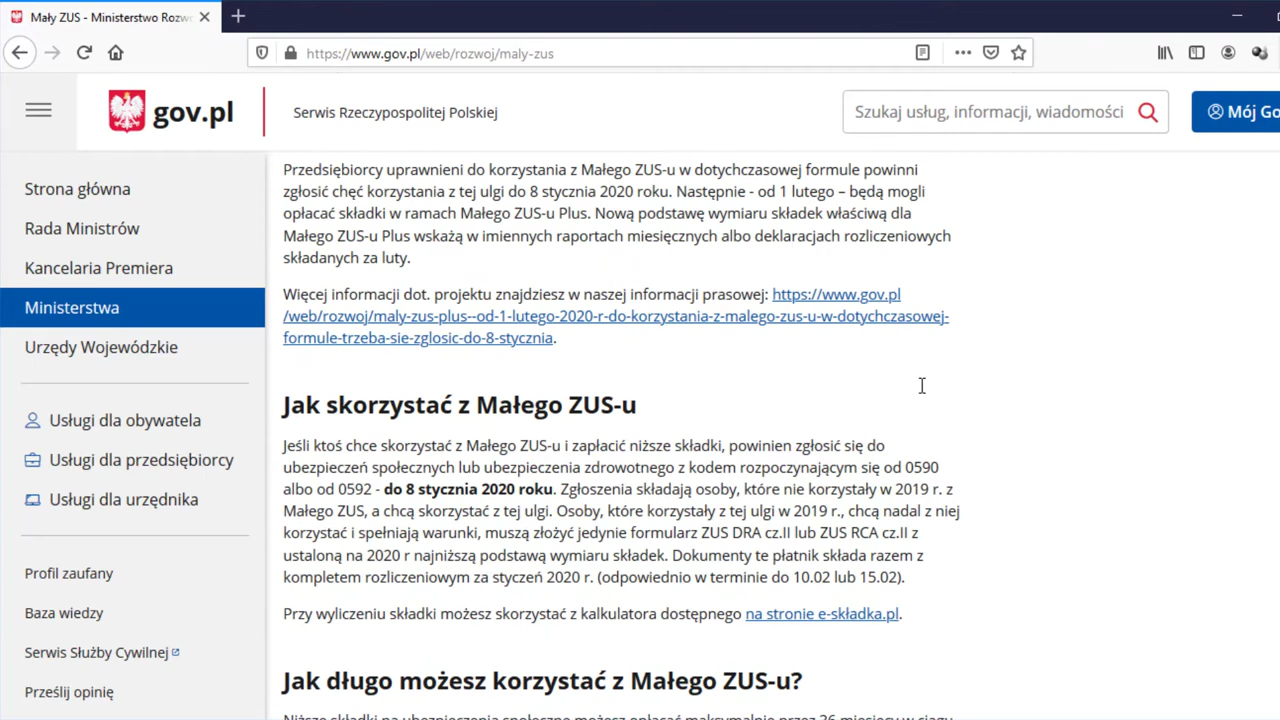 Mały ZUS - Ministerstwo Rozwo
https://www.gov.pl/web/rozwoj/maly-zus
gov.pl
Serwis Rzeczypospolitej Polskiej
Szukaj usług, informacji, wiadomości
Mój Go
Strona główna
Rada Ministrów
Kancelaria Premiera
Ministerstwa
Urzędy Wojewódzkie
Usługi dla obywatela
Usługi dla przedsiębiorcy
Usługi dla urzędnika
Profil zaufany
Baza wiedzy
Serwis Służby Cywilnej
Prześlij opinię
Przedsiębiorcy uprawnieni do korzystania z Małego ZUS-u w dotychczasowej formule powinni
zgłosić chęć korzystania z tej ulgi do 8 stycznia 2020 roku. Następnie - od 1 lutego – będą mogli
opłacać składki w ramach Małego ZUS-u Plus. Nową podstawę wymiaru składek właściwą dla
Małego ZUS-u Plus wskażą w imiennych raportach miesięcznych albo deklaracjach rozliczeniowych
składanych za luty.
Więcej informacji dot. projektu znajdziesz w naszej informacji prasowej: https://www.gov.pl
/web/rozwoj/maly-zus-plus--od-1-lutego-2020-r-do-korzystania-z-malego-zus-u-w-dotychczasowej-
formule-trzeba-sie-zglosic-do-8-stycznia.
Jak skorzystać z Małego ZUS-u
Jeśli ktoś chce skorzystać z Małego ZUS-u i zapłacić niższe składki, powinien zgłosić się do
ubezpieczeń społecznych lub ubezpieczenia zdrowotnego z kodem rozpoczynającym się od 0590
albo od 0592 - do 8 stycznia 2020 roku. Zgłoszenia składają osoby, które nie korzystały w 2019 r. z
Małego ZUS, a chcą skorzystać z tej ulgi. Osoby, które korzystały z tej ulgi w 2019 r., chcą nadal z niej
korzystać i spełniają warunki, muszą złożyć jedynie formularz ZUS DRA cz.II lub ZUS RCA cz.II z
ustaloną na 2020 r najniższą podstawą wymiaru składek. Dokumenty te płatnik składa razem z
kompletem rozliczeniowym za styczeń 2020 r. (odpowiednio w terminie do 10.02 lub 15.02).
Przy wyliczeniu składki możesz skorzystać z kalkulatora dostępnego na stronie e-składka.pl.
Jak długo możesz korzystać z Małego ZUS-u?
Niższe składki na ubezpieczenia społeczne możesz opłacać maksymalnie przez 36 miesięcy w ciągu